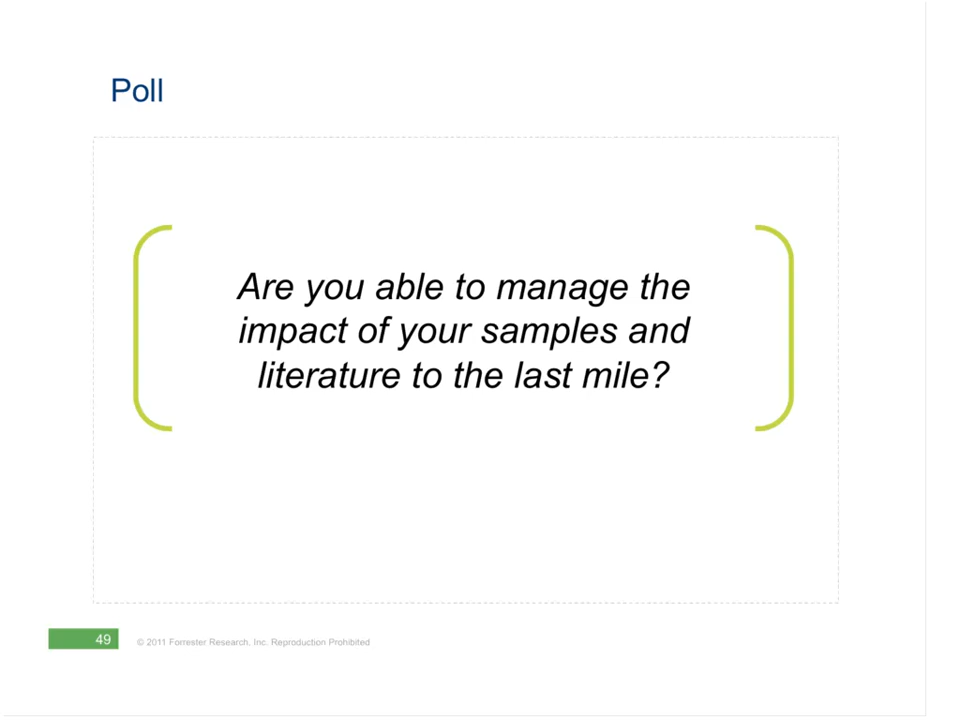 Poll
Are you able to manage the
impact of your samples and
literature to the last mile?
49 © 2011 Forrester Research, Inc. Reproduction Prohibited